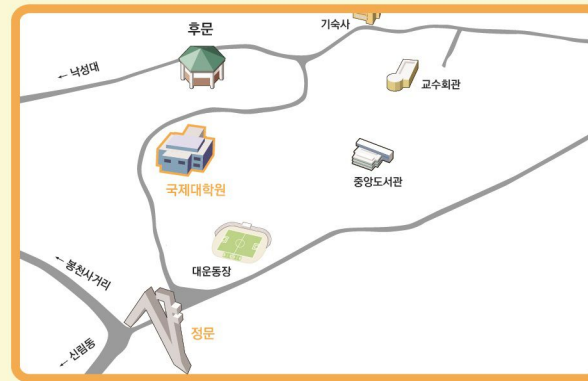 후문
기숙사
← 낙성대
교수회관
국제대학원
중앙도서관
대운동장
← 봉천사거리
정문
← 신림동